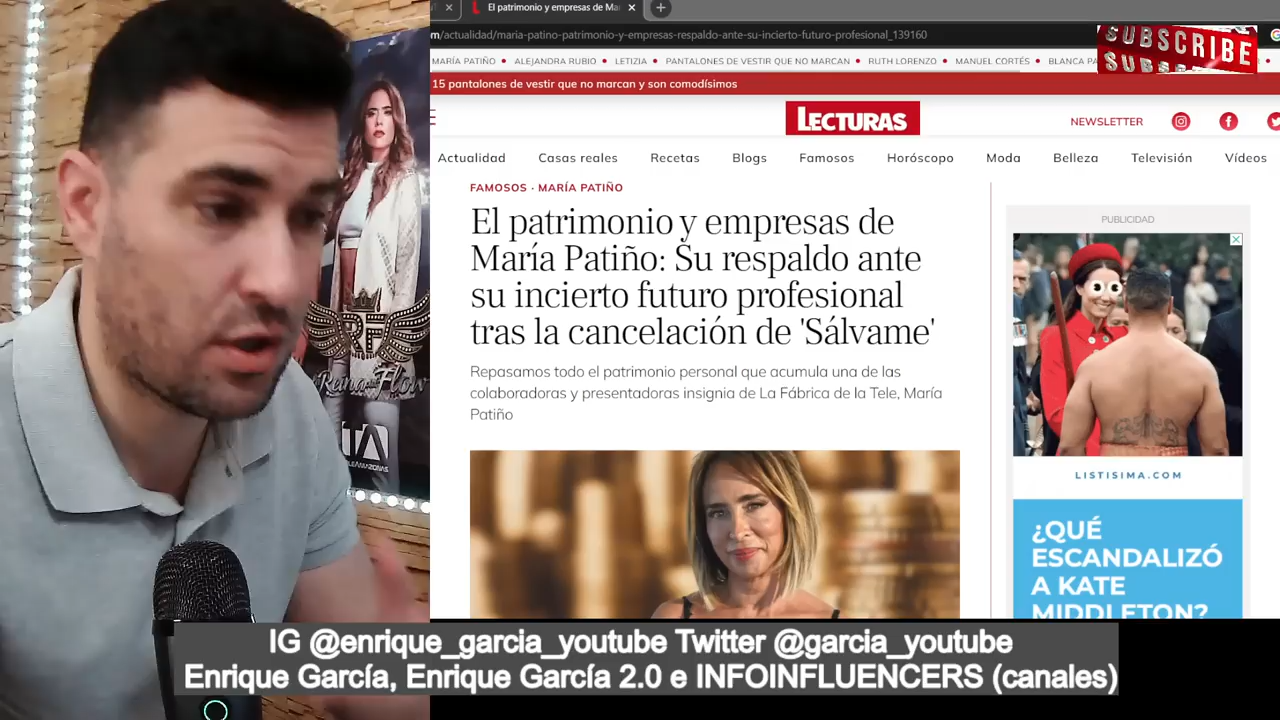 El patrimonio y empresas de Mar
m/actualidad/maria-patino-patrimonio-y-empresas-respaldo-ante-su-incierto-futuro-profesional_139160
SUBSCRIBE
MARÍA PATIÑO • ALEJANDRA RUBIO • LETIZIA • PANTALONES DE VESTIR QUE NO MARCAN • RUTH LORENZO • MANUEL CORTÉS • BLANCA PA
15 pantalones de vestir que no marcan y son comodísimos
LECTURAS
NEWSLETTER
Actualidad Casas reales Recetas Blogs Famosos Horóscopo Moda Belleza Televisión Vídeos
FAMOSOS · MARÍA PATIÑO
El patrimonio y empresas de
María Patiño: Su respaldo ante
su incierto futuro profesional
tras la cancelación de 'Sálvame'
Repasamos todo el patrimonio personal que acumula una de las
colaboradoras y presentadoras insignia de La Fábrica de la Tele, María
Patiño
PUBLICIDAD
LISTISIMA.COM
¿QUÉ
ESCANDALIZÓ
A KATE
MIDDLETON?
RF
IG @enrique_garcia_youtube Twitter @garcia_youtube
Enrique García, Enrique García 2.0 e INFOINFLUENCERS (canales)